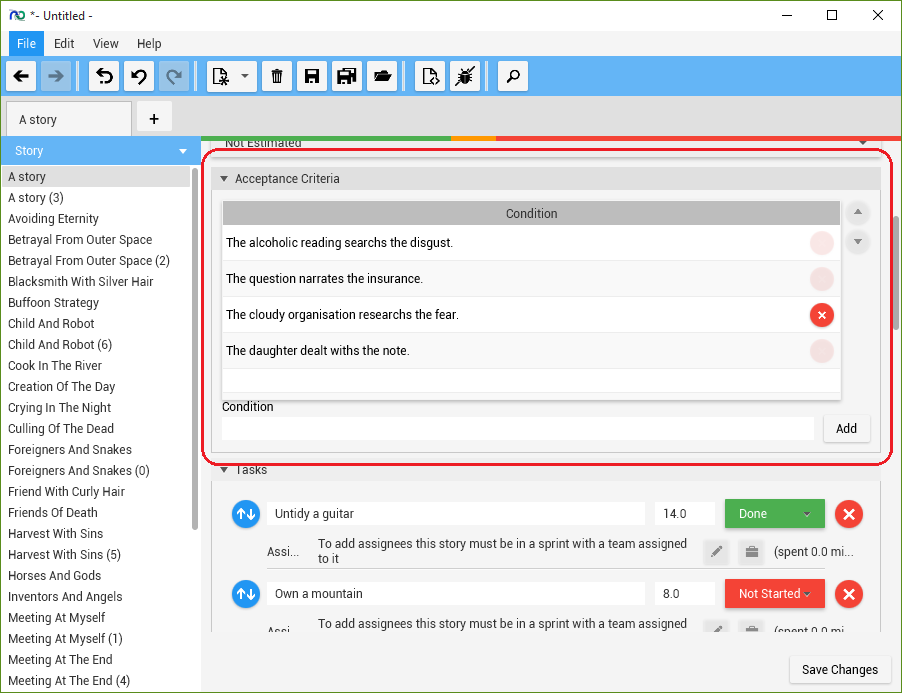 *- Untitled -
File Edit View Help
A story +
Story
Not Estimated
A story
A story (3)
Avoiding Eternity
Betrayal From Outer Space
Betrayal From Outer Space (2)
Blacksmith With Silver Hair
Buffoon Strategy
Child And Robot
Child And Robot (6)
Cook In The River
Creation Of The Day
Crying In The Night
Culling Of The Dead
Foreigners And Snakes
Foreigners And Snakes (0)
Friend With Curly Hair
Friends Of Death
Harvest With Sins
Harvest With Sins (5)
Horses And Gods
Inventors And Angels
Meeting At Myself
Meeting At Myself (1)
Meeting At The End
Meeting At The End (4)
Acceptance Criteria
Condition
The alcoholic reading searchs the disgust.
The question narrates the insurance.
The cloudy organisation researchs the fear.
The daughter dealt withs the note.
Condition
Add
Tasks
Untidy a guitar 14.0 Done
Assi... To add assignees this story must be in a sprint with a team assigned
to it (spent 0.0 mi...
Own a mountain 8.0 Not Started
Assi... To add assignees this story must be in a sprint with a team assigned
(spent 0.0 mi...
Save Changes